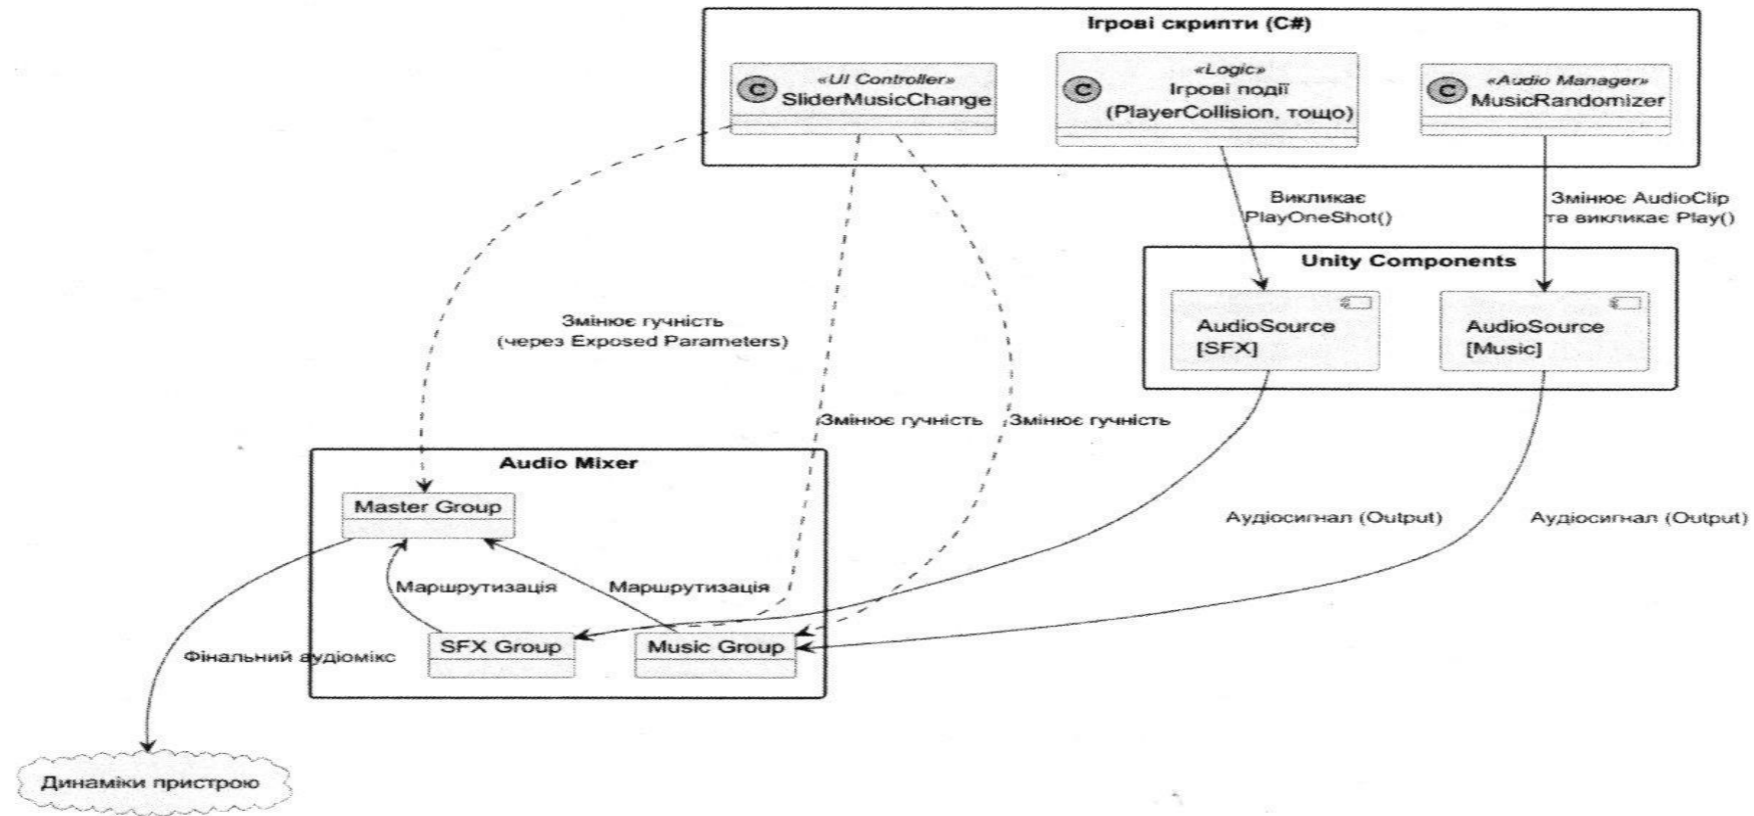 Ігрові скрипти (C#)
C
«UI Controller»
SliderMusicChange
C
«Logic»
Ігрові події
(PlayerCollision, тощо)
C
«Audio Manager»
MusicRandomizer
Викликає
PlayOneShot()
Змінює AudioClip
та викликає Play()
Unity Components
AudioSource
[SFX]
AudioSource
[Music]
Змінює гучність
(через Exposed Parameters)
Змінює гучність
Змінює гучність
Audio Mixer
Master Group
Аудіосигнал (Output)
Аудіосигнал (Output)
Маршрутизація
Маршрутизація
SFX Group
Music Group
Фінальний аудіомікс
Динаміки пристрою